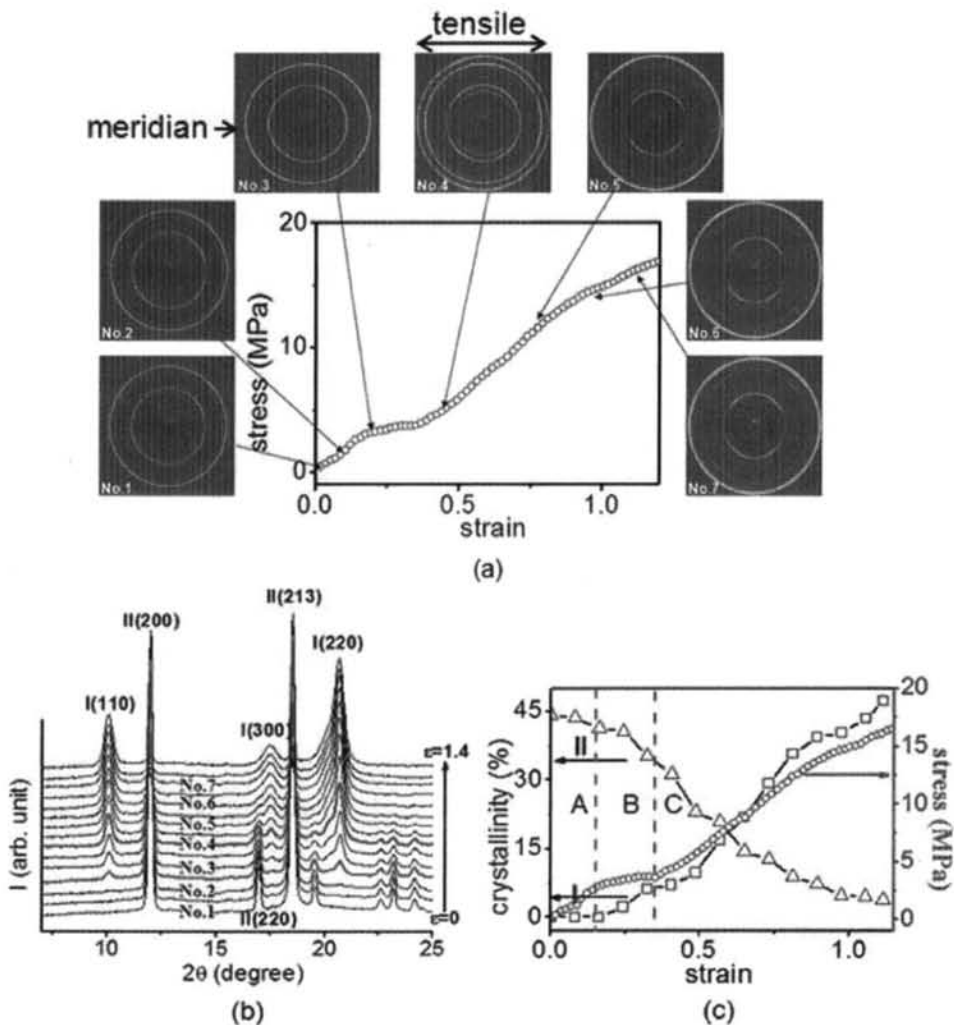 tensile
meridian
No.3
No.4
No.5
No.2
No.6
No.1
No.7
20
10
0
stress (MPa)
0.0 0.5 1.0
strain
(a)
II(200)
II(213)
I(220)
I(110)
I(300)
ε=1.4
No.7
No.6
No.5
No.4
No.3
No.2
No.1
II(220)
ε=0
I (arb. unit)
10 15 20 25
2θ (degree)
(b)
45
30
15
0
crystallinity (%)
II
A B C
I
20
15
10
5
0
stress (MPa)
0.0 0.5 1.0
strain
(c)